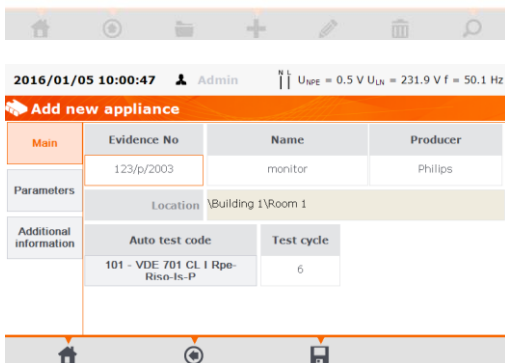 2016/01/05 10:00:47 Admin N L U_NPE = 0.5 V U_LN = 231.9 V f = 50.1 Hz
Add new appliance
Main
Evidence No Name Producer
123/p/2003 monitor Philips
Parameters
Location \Building 1\Room 1
Additional
information
Auto test code Test cycle
101 - VDE 701 CL I Rpe-
Riso-Is-P
6